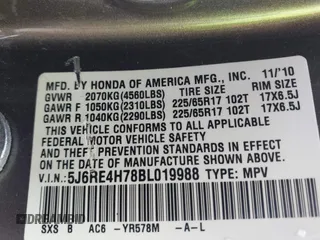 MFD. BY HONDA OF AMERICA MFG., INC. 11/'10
GVWR 2070KG(4560LBS) TIRE SIZE RIM SIZE
GAWR F 1050KG(2310LBS) 225/65R17 102T 17X6.5J
GAWR R 1040KG(2290LBS) 225/65R17 102T 17X6.5J
THIS VEHICLE CONFORMS TO ALL APPLICABLE
FEDERAL MOTOR VEHICLE SAFETY STANDARDS IN EFFECT ON THE
DATE OF MANUFACTURE SHOWN ABOVE.
V.I.N.: 5J6RE4H78BL019988 TYPE: MPV
SXS 8 AC6 -YR578M -A-L
DREAMBID